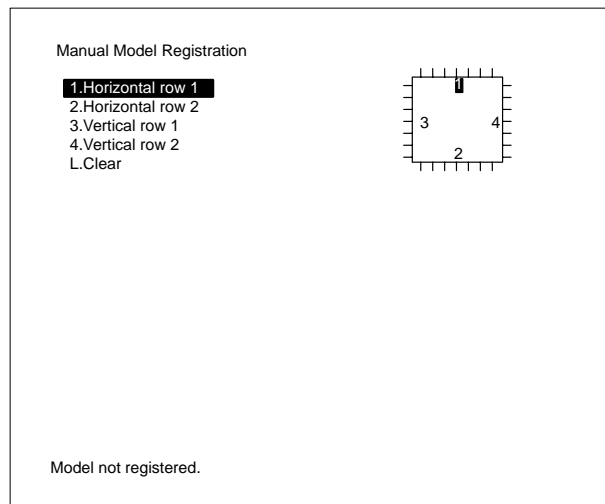 Manual Model Registration
1.Horizontal row 1
2.Horizontal row 2
3.Vertical row 1
4.Vertical row 2
L.Clear
1
3 4
2
Model not registered.